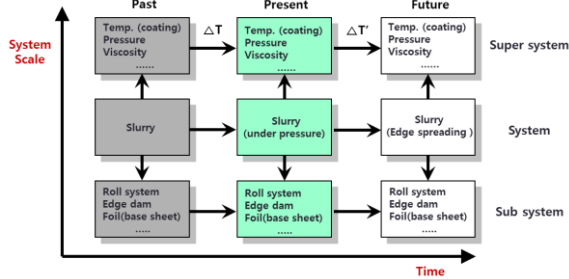 Past
Present
Future
System
Scale
Temp. (coating)
Pressure
Viscosity
......
△T
Temp. (coating)
Pressure
Viscosity
......
△T'
Temp. (coating)
Pressure
Viscosity
......
Super system
Slurry
Slurry
(under pressure)
Slurry
(Edge spreading )
System
Roll system
Edge dam
Foil(base sheet)
.....
Roll system
Edge dam
Foil(base sheet)
.....
Roll system
Edge dam
Foil(base sheet)
.....
Sub system
Time